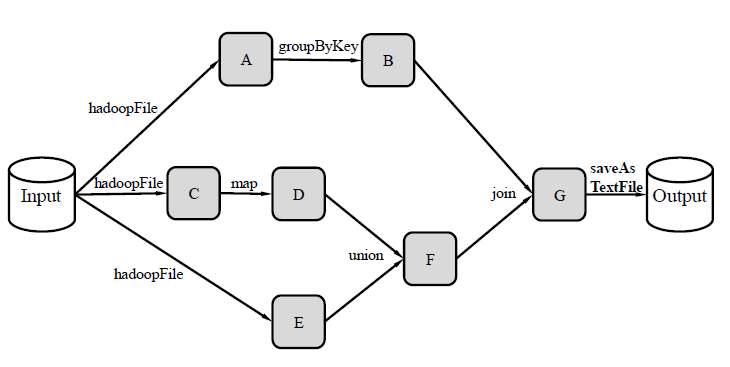 A
groupByKey
B
hadoopFile
Input
hadoopFile
C
map
D
join
G
saveAs
TextFile
Output
union
F
hadoopFile
E